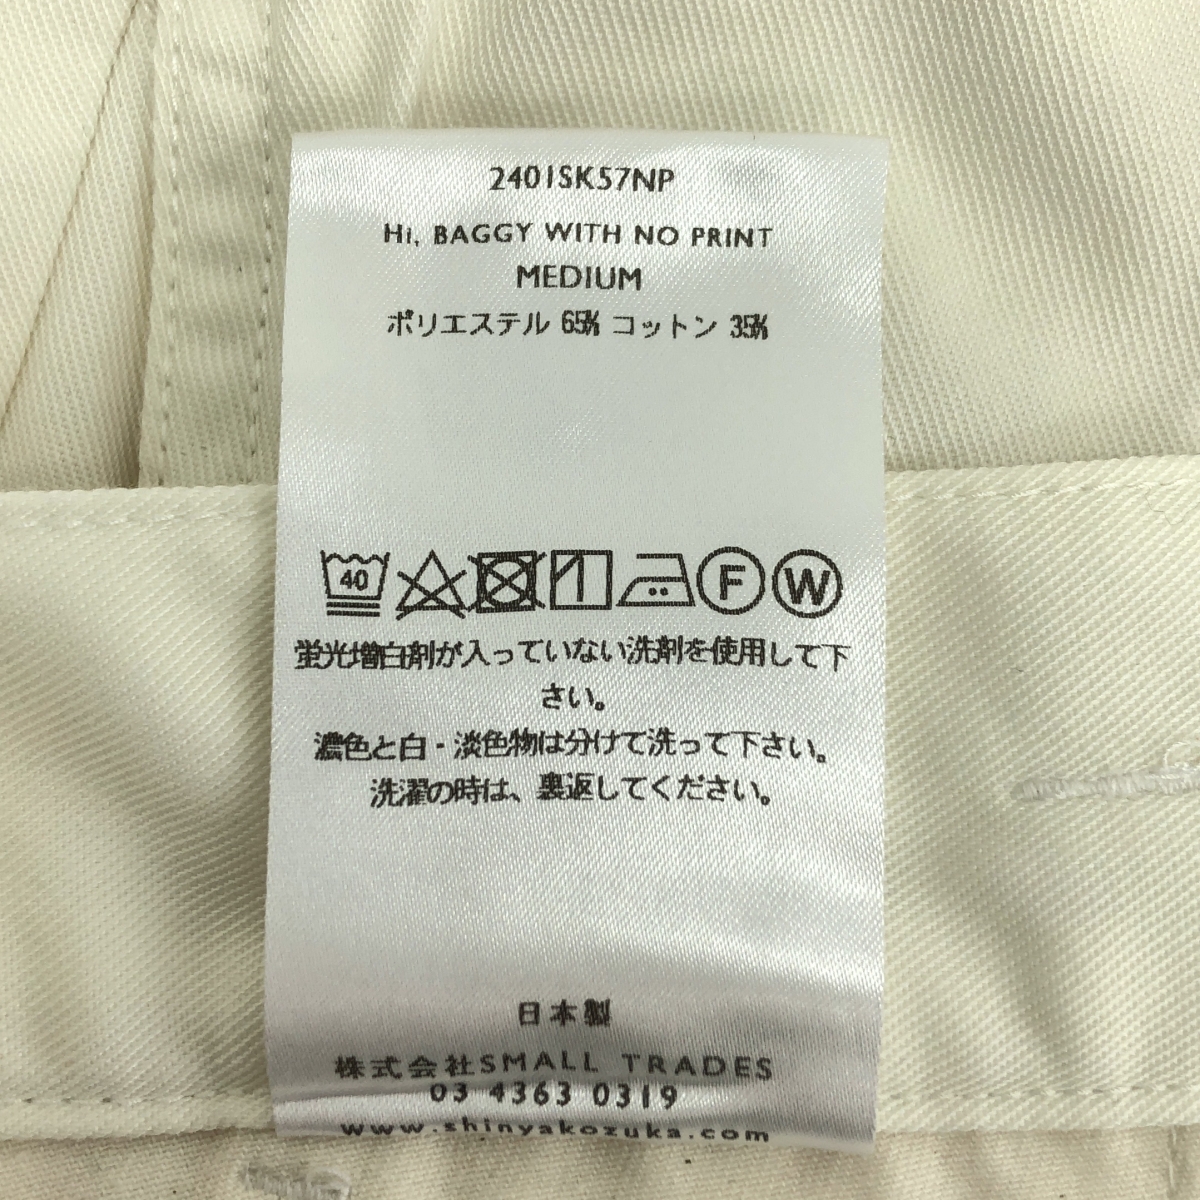 2401SK57NP
Hi, BAGGY WITH NO PRINT
MEDIUM
ポリエステル 65% コットン 35%
40 F W
蛍光増白剤が入っていない洗剤を使用して下
さい。
濃色と白・淡色物は分けて洗って下さい。
洗濯の時は、裏返してください。
日本製
株式会社SMALL TRADES
03 4363 0319
www.shinyakozuka.com